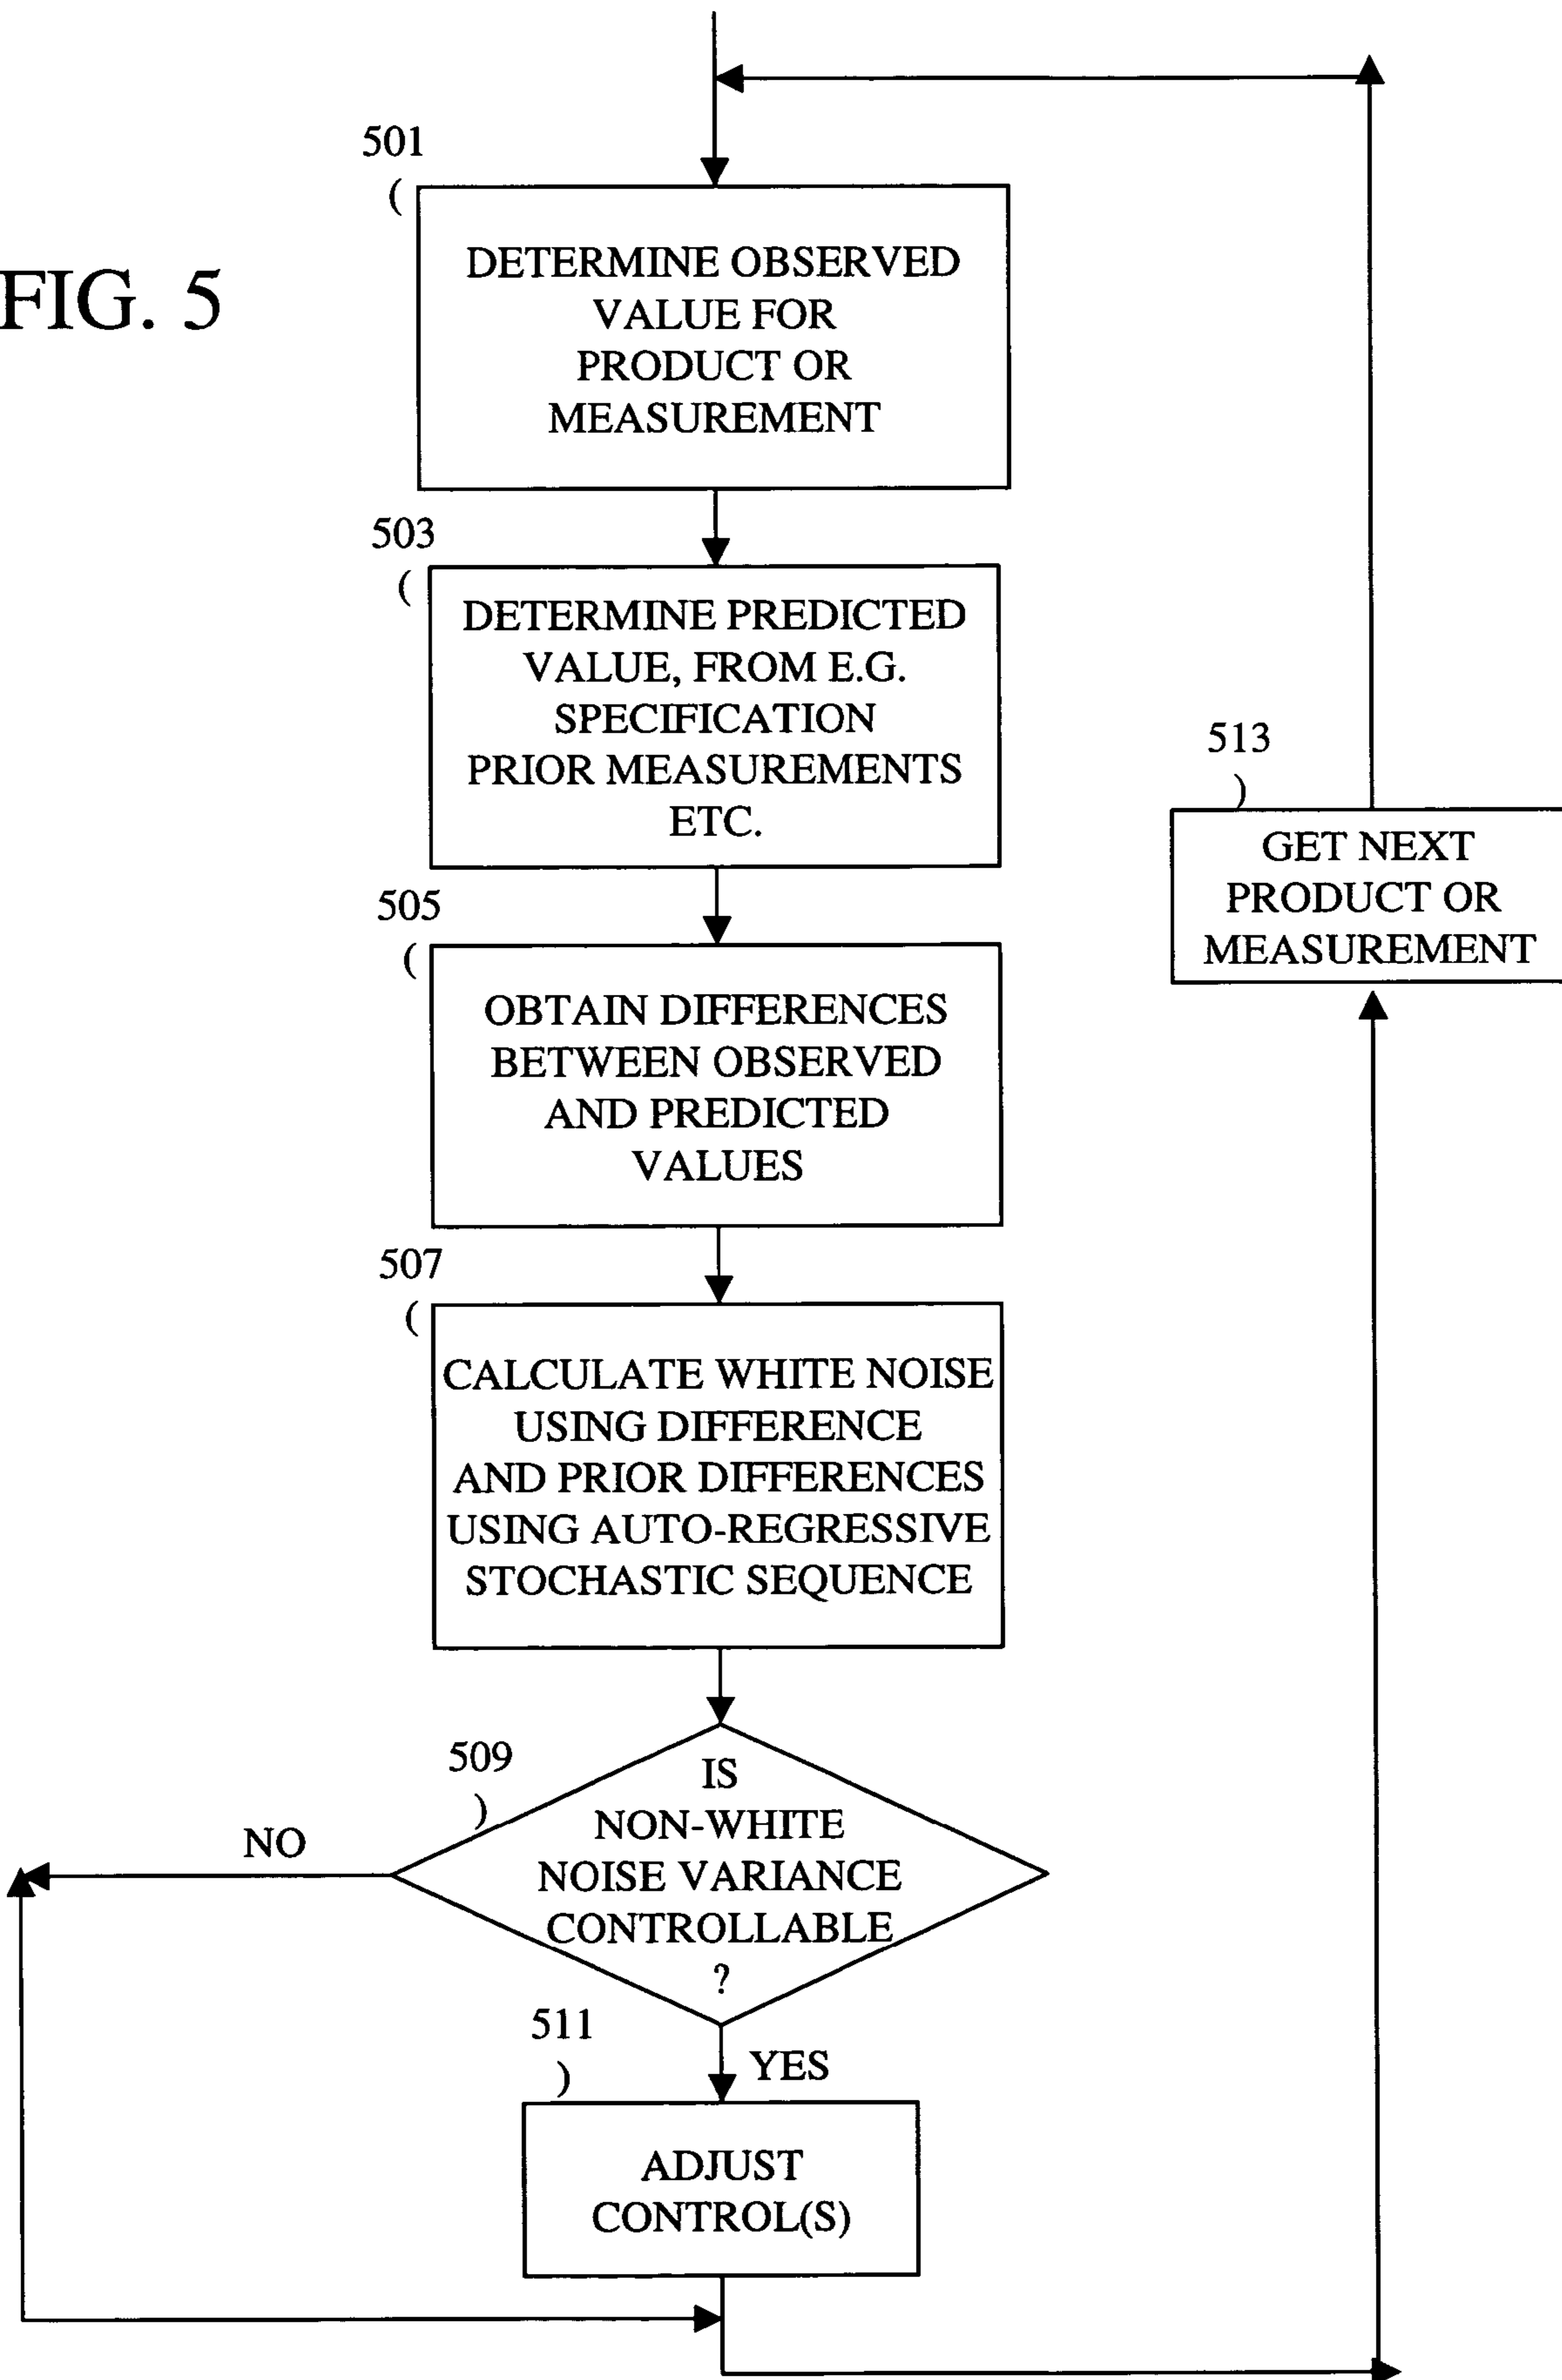 FIG. 5
501
DETERMINE OBSERVED
VALUE FOR
PRODUCT OR
MEASUREMENT
503
DETERMINE PREDICTED
VALUE, FROM E.G.
SPECIFICATION
PRIOR MEASUREMENTS
ETC.
505
OBTAIN DIFFERENCES
BETWEEN OBSERVED
AND PREDICTED
VALUES
507
CALCULATE WHITE NOISE
USING DIFFERENCE
AND PRIOR DIFFERENCES
USING AUTO-REGRESSIVE
STOCHASTIC SEQUENCE
509
IS
NON-WHITE
NOISE VARIANCE
CONTROLLABLE
?
NO
YES
511
ADJUST
CONTROL(S)
513
GET NEXT
PRODUCT OR
MEASUREMENT